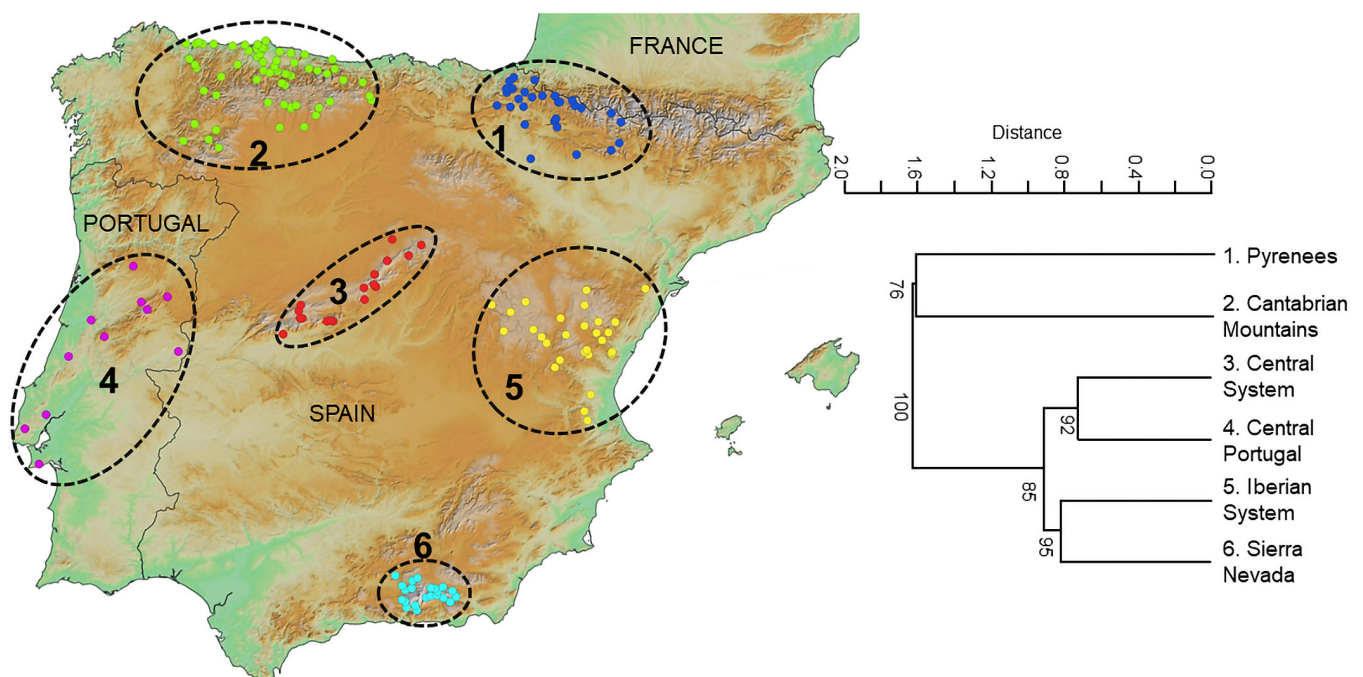 FRANCE
PORTUGAL
SPAIN
1
2
3
4
5
6
Distance
2.0
1.6
1.2
0.8
0.4
0.0
1. Pyrenees
2. Cantabrian
Mountains
3. Central
System
4. Central
Portugal
5. Iberian
System
6. Sierra
Nevada
76
100
92
85
95